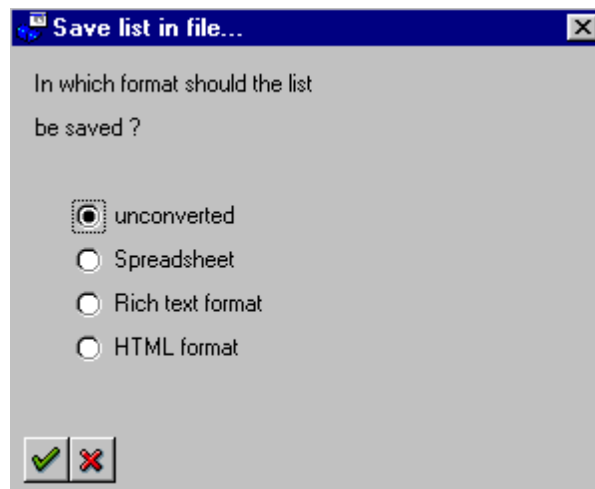 Save list in file...
In which format should the list
be saved ?
unconverted
Spreadsheet
Rich text format
HTML format